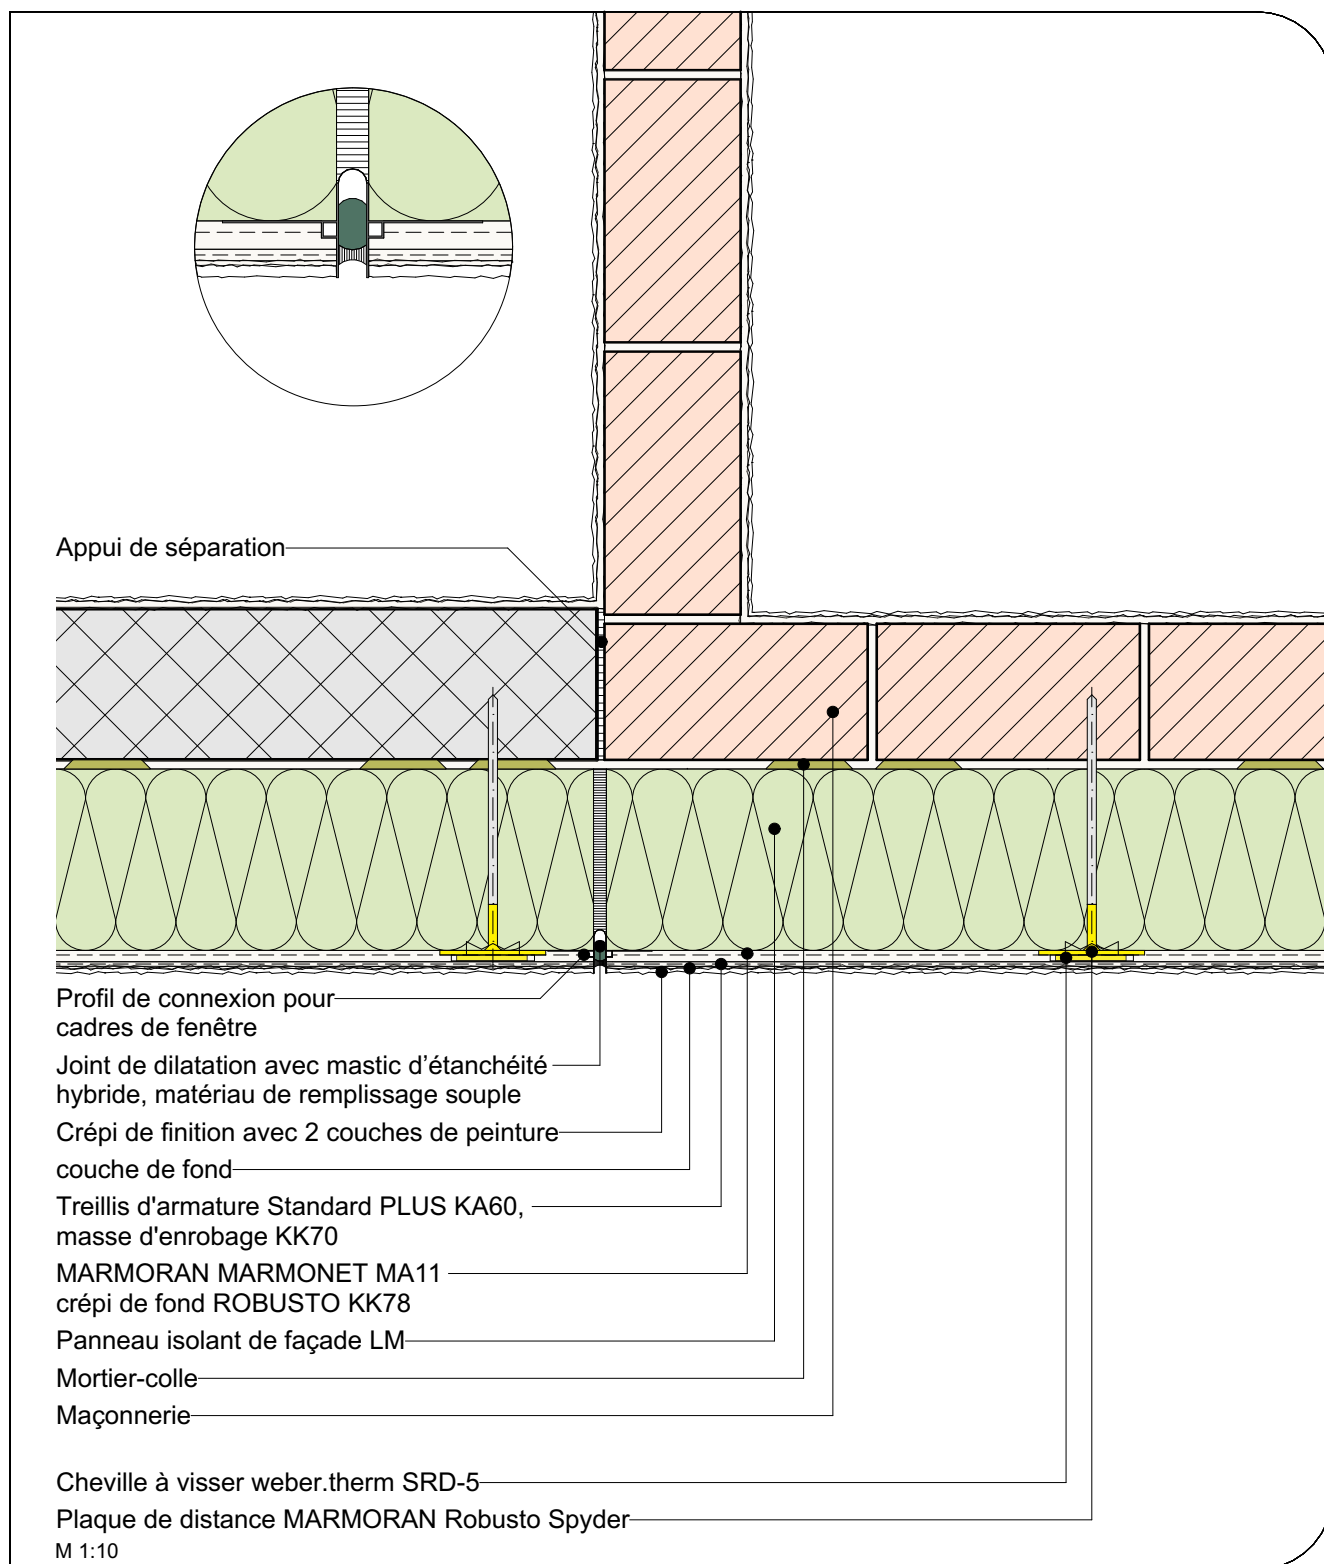 Appui de séparation
Profil de connexion pour
cadres de fenêtre
Joint de dilatation avec mastic d’étanchéité
hybride, matériau de remplissage souple
Crépi de finition avec 2 couches de peinture
couche de fond
Treillis d'armature Standard PLUS KA60,
masse d'enrobage KK70
MARMORAN MARMONET MA11
crépi de fond ROBUSTO KK78
Panneau isolant de façade LM
Mortier-colle
Maçonnerie
Cheville à visser weber.therm SRD-5
Plaque de distance MARMORAN Robusto Spyder
M 1:10